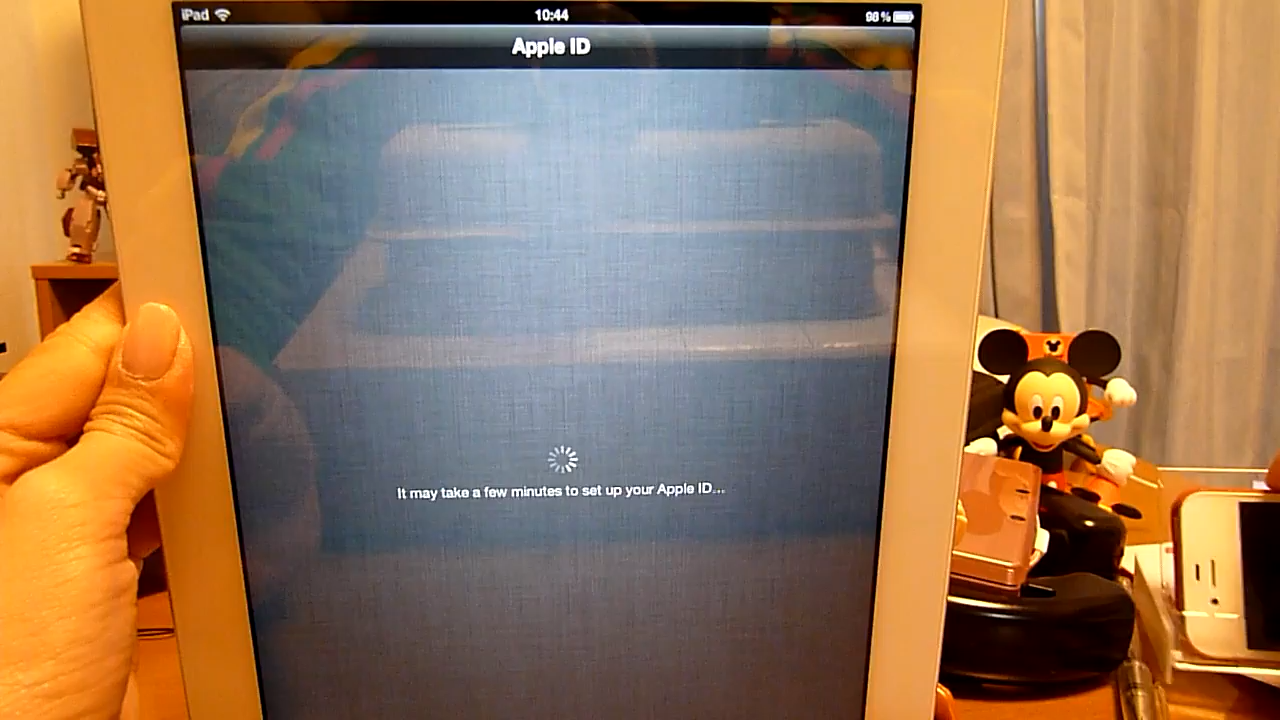 iPad 10:44 98%
Apple ID
It may take a few minutes to set up your Apple ID...